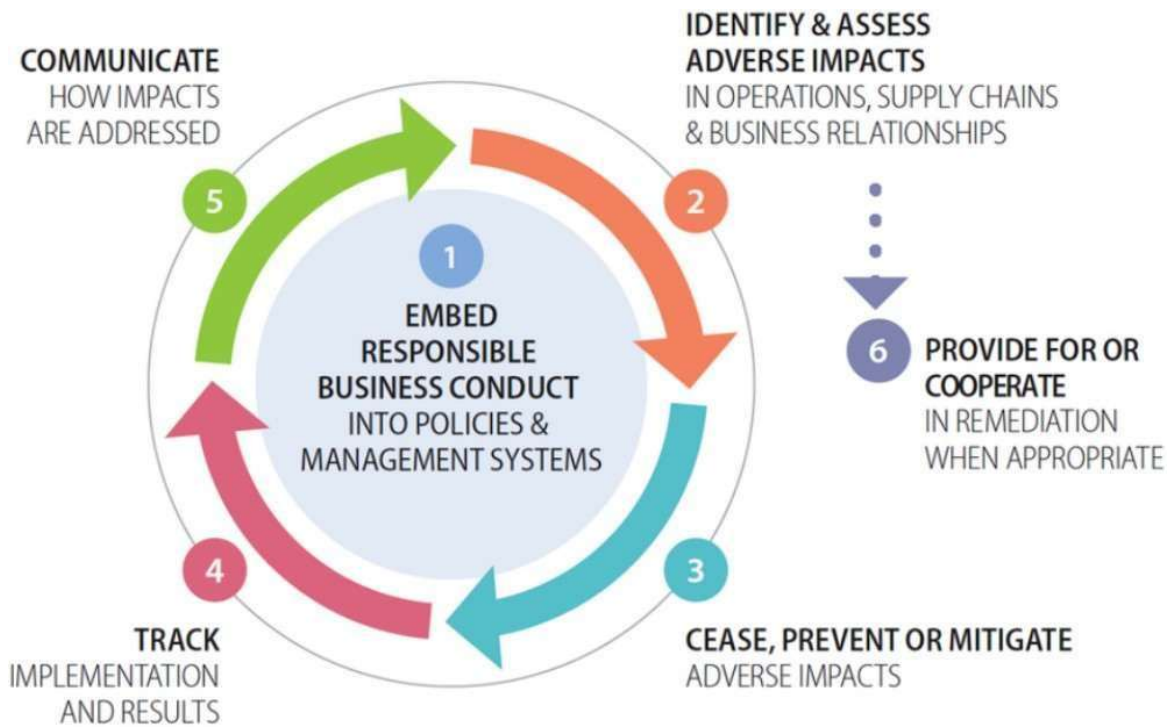 COMMUNICATE
HOW IMPACTS
ARE ADDRESSED
5
IDENTIFY & ASSESS
ADVERSE IMPACTS
IN OPERATIONS, SUPPLY CHAINS
& BUSINESS RELATIONSHIPS
2
1
EMBED
RESPONSIBLE
BUSINESS CONDUCT
INTO POLICIES &
MANAGEMENT SYSTEMS
6
PROVIDE FOR OR
COOPERATE
IN REMEDIATION
WHEN APPROPRIATE
4
TRACK
IMPLEMENTATION
AND RESULTS
3
CEASE, PREVENT OR MITIGATE
ADVERSE IMPACTS